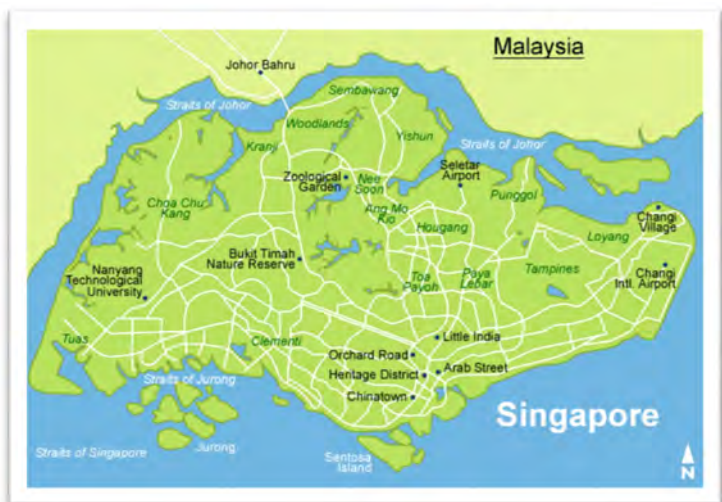 Malaysia
Johor Bahru
Sembawang
Straits of Johor
Woodlands
Yishun
Kranji
Straits of Johor
Zoological
Garden
Nee
Soon
Seletar
Airport
Choa Chu
Kang
Ang Mo
Kio
Punggol
Hougang
Changi
Village
Loyang
Bukit Timah
Nature Reserve
Nanyang
Technological
University
Toa
Payoh
Paya
Lebar
Tampines
Changi
Intl. Airport
Tuas
Clementi
Little India
Orchard Road
Arab Street
Heritage District
Straits of Jurong
Chinatown
Singapore
Straits of Singapore
Jurong
Sentosa
Island
N